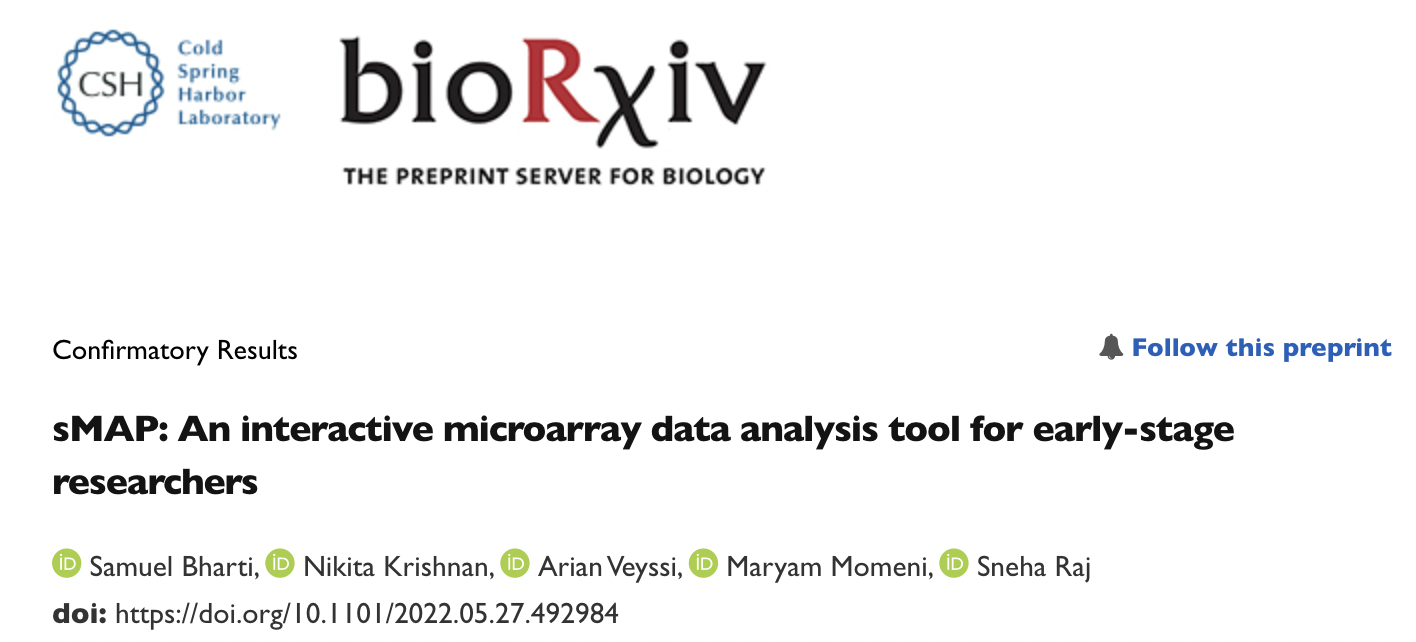 CSH
Cold
Spring
Harbor
Laboratory
bioRχiv
THE PREPRINT SERVER FOR BIOLOGY
Confirmatory Results
Follow this preprint
sMAP: An interactive microarray data analysis tool for early-stage
researchers
iD Samuel Bharti, iD Nikita Krishnan, iD Arian Veyssi, iD Maryam Momeni, iD Sneha Raj
doi: https://doi.org/10.1101/2022.05.27.492984